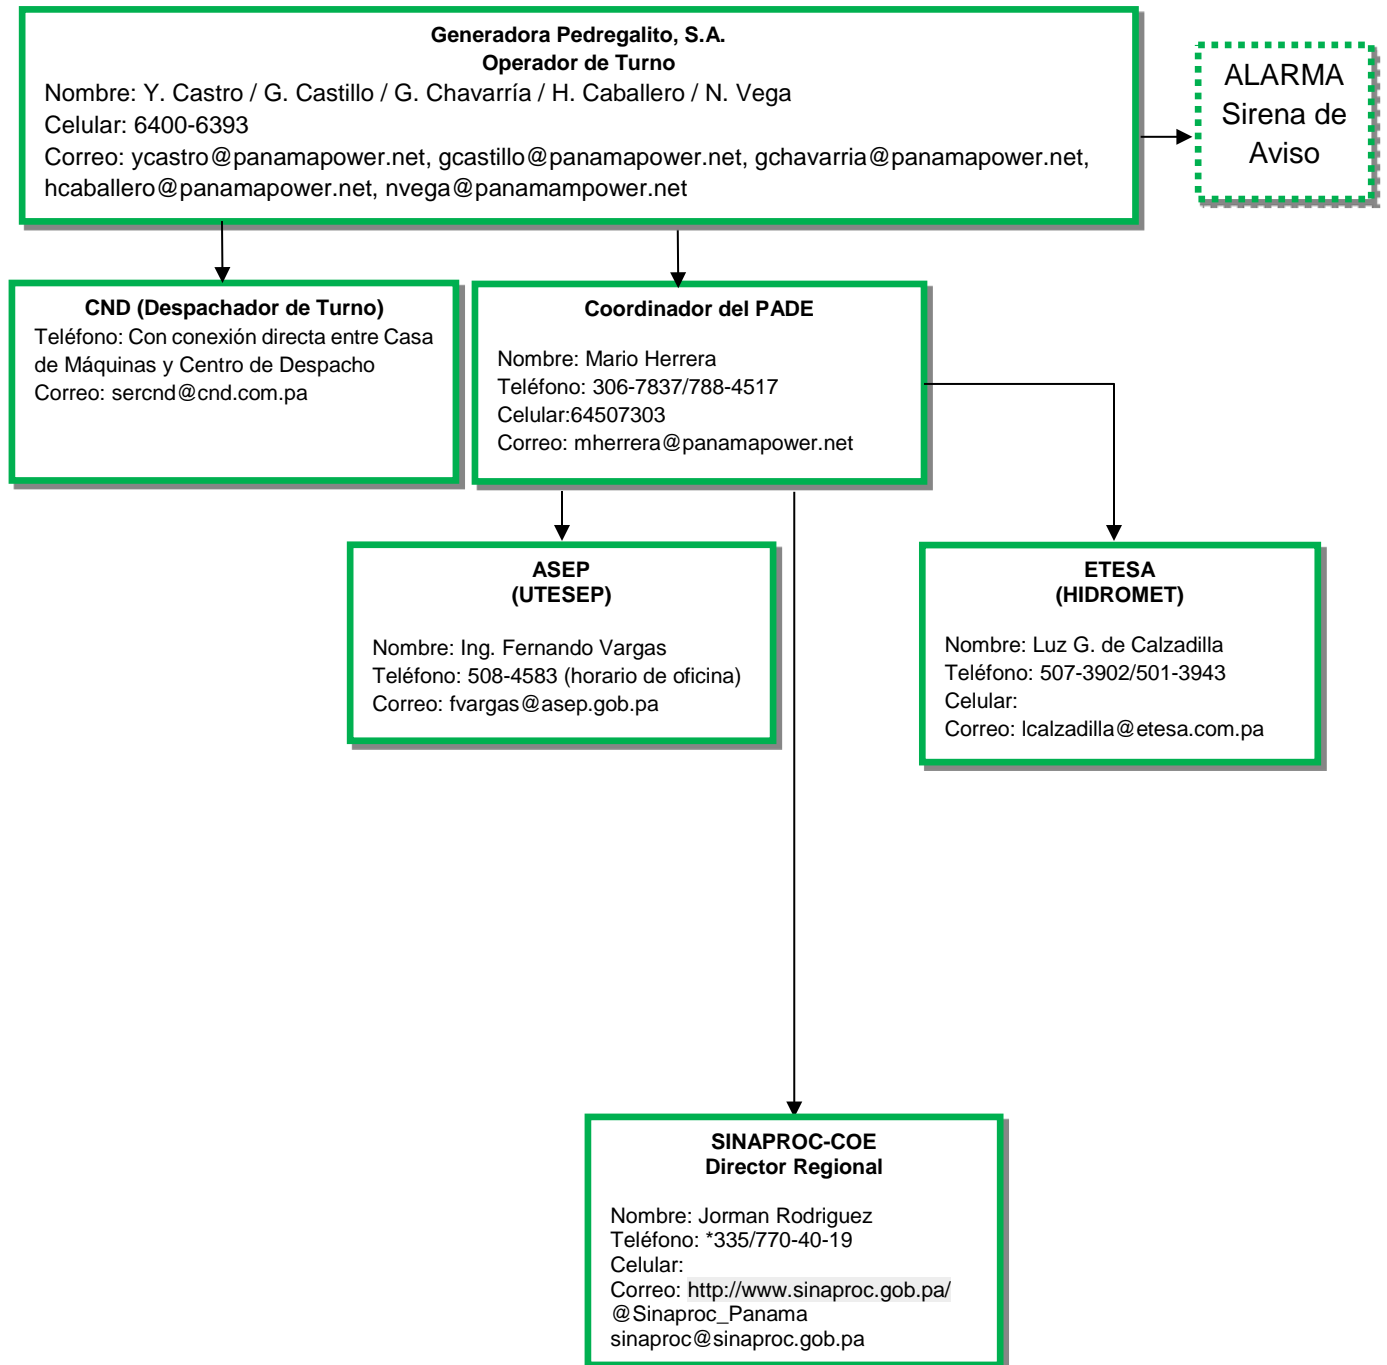 Generadora Pedregalito, S.A.
Operador de Turno
Nombre: Y. Castro / G. Castillo / G. Chavarría / H. Caballero / N. Vega
Celular: 6400-6393
Correo: ycastro@panamapower.net, gcastillo@panamapower.net, gchavarria@panamapower.net,
hcaballero@panamapower.net, nvega@panamampower.net
ALARMA
Sirena de
Aviso
CND (Despachador de Turno)
Teléfono: Con conexión directa entre Casa
de Máquinas y Centro de Despacho
Correo: sercnd@cnd.com.pa
Coordinador del PADE
Nombre: Mario Herrera
Teléfono: 306-7837/788-4517
Celular:64507303
Correo: mherrera@panamapower.net
ASEP
(UTESEP)
Nombre: Ing. Fernando Vargas
Teléfono: 508-4583 (horario de oficina)
Correo: fvargas@asep.gob.pa
ETESA
(HIDROMET)
Nombre: Luz G. de Calzadilla
Teléfono: 507-3902/501-3943
Celular:
Correo: lcalzadilla@etesa.com.pa
SINAPROC-COE
Director Regional
Nombre: Jorman Rodriguez
Teléfono: *335/770-40-19
Celular:
Correo: http://www.sinaproc.gob.pa/
@Sinaproc_Panama
sinaproc@sinaproc.gob.pa